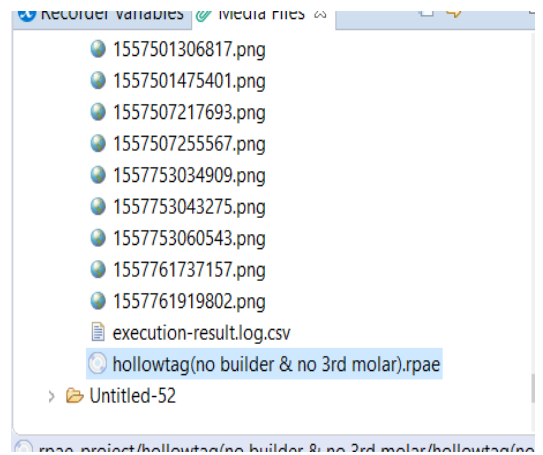 Recorder Variables Media Files
1557501306817.png
1557501475401.png
1557507217693.png
1557507255567.png
1557753034909.png
1557753043275.png
1557753060543.png
1557761737157.png
1557761919802.png
execution-result.log.csv
hollowtag(no builder & no 3rd molar).rpae
Untitled-52
rpae-project/hollowtag(no builder & no 3rd molar/hollowtag(no